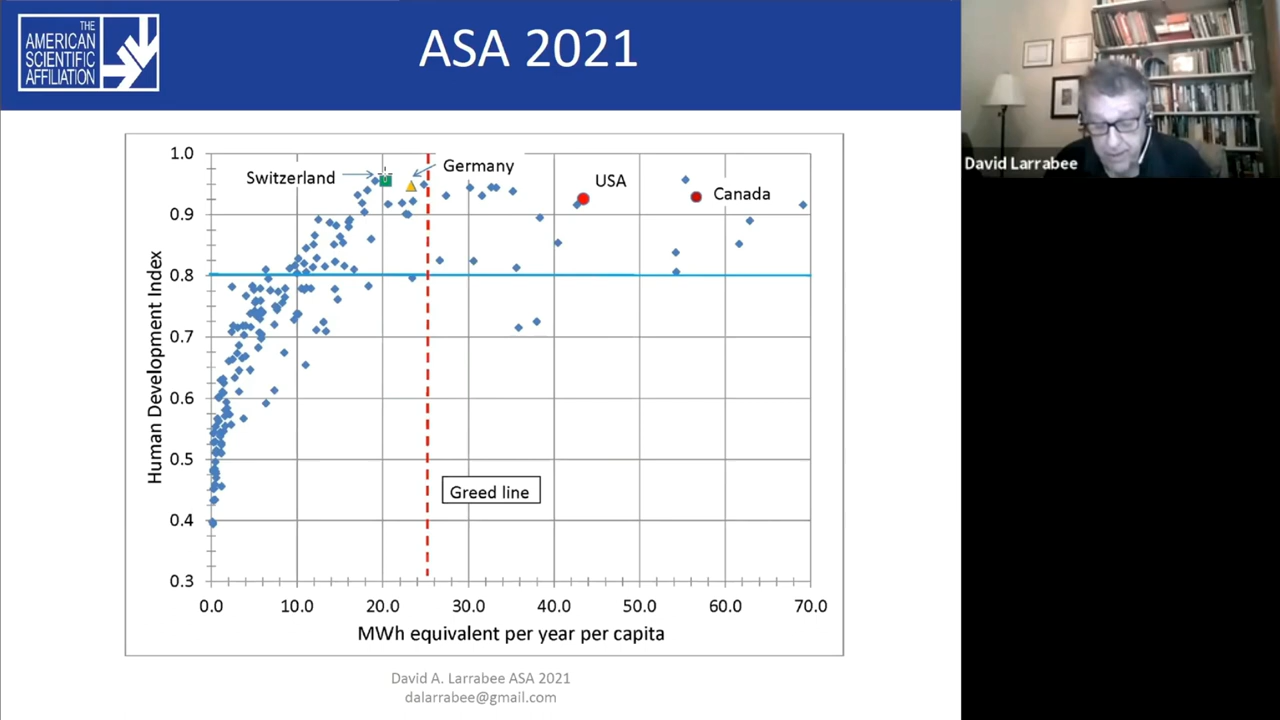 THE
AMERICAN
SCIENTIFIC
AFFILIATION
ASA 2021
David Larrabee
1.0
0.9
0.8
0.7
0.6
0.5
0.4
0.3
Human Development Index
Switzerland
Germany
USA
Canada
Greed line
0.0 10.0 20.0 30.0 40.0 50.0 60.0 70.0
MWh equivalent per year per capita
David A. Larrabee ASA 2021
dalarrabee@gmail.com